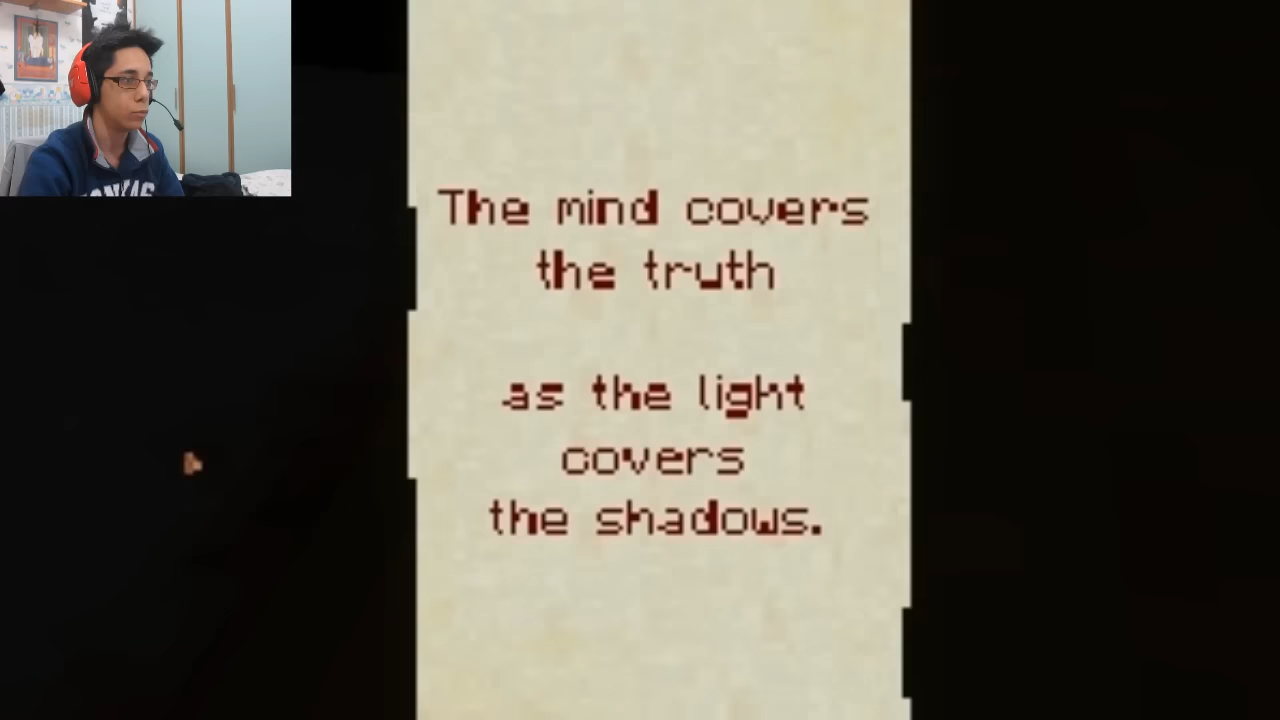 The mind covers
the truth
as the light
covers
the shadows.